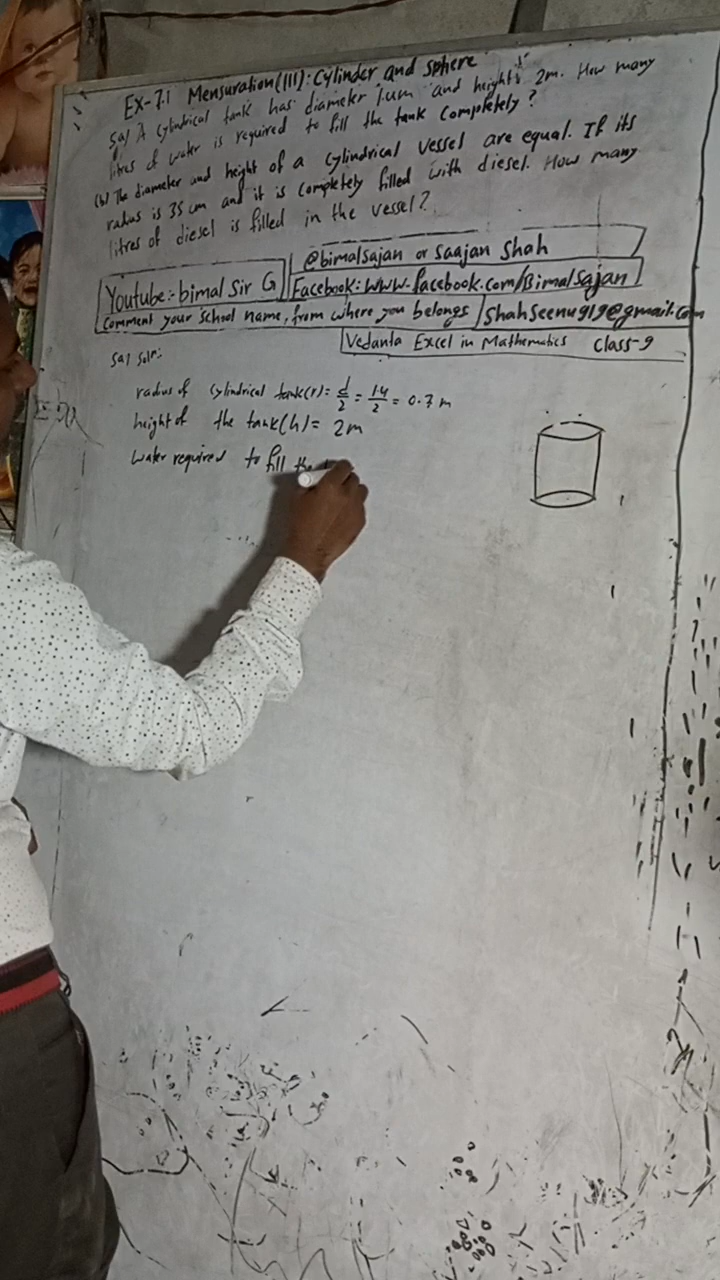 EX-7.1 Mensuration(III): Cylinder and sphere
5a) A cylindrical tank has diameter 1.4m and height is 2m. How many
litres of water is required to fill the tank completely?
(b) The diameter and height of a cylindrical vessel are equal. If its
radius is 35 cm and it is completely filled with diesel. How many
litres of diesel is filled in the vessel?
@bimalsajan or Saajan Shah
Youtube:- bimal Sir G
Facebook: WWW.facebook.com/Bimalsajan
Comment your School name, from where you belongs
Shahseenu919@gmail.com
Vedanta Excel in Mathematics Class-9
5a) Soln:
radius of cylindrical tank(r) = d/2 = 1.4/2 = 0.7 m
height of the tank(h) = 2m
Water required to fill the